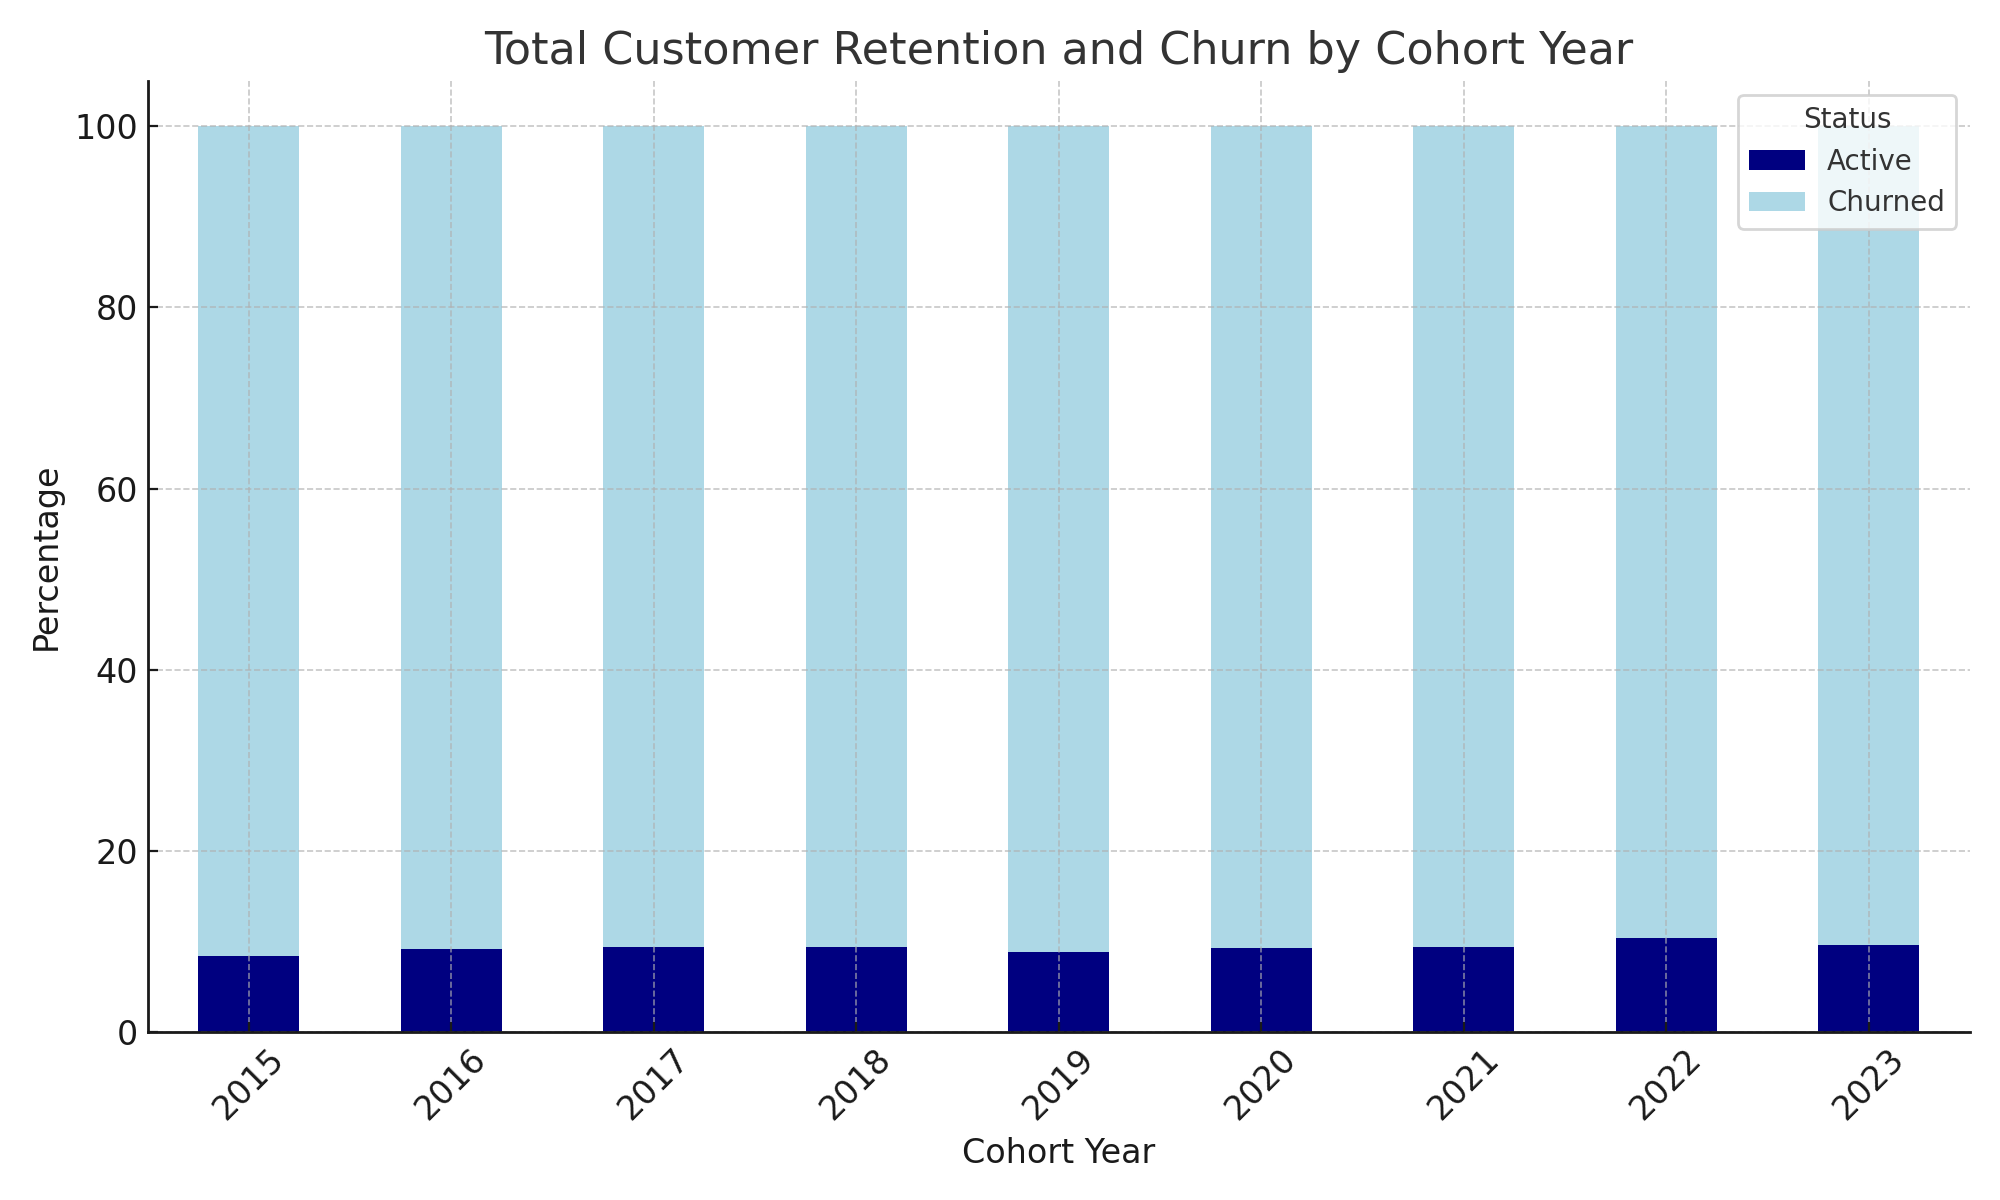 Total Customer Retention and Churn by Cohort Year
Status
Active
Churned
Percentage
100
80
60
40
20
0
2015
2016
2017
2018
2019
2020
2021
2022
2023
Cohort Year